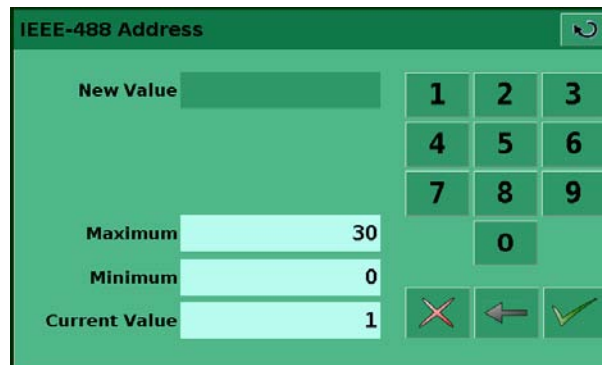 IEEE-488 Address
New Value
1 2 3
4 5 6
7 8 9
Maximum 30
0
Minimum 0
Current Value 1